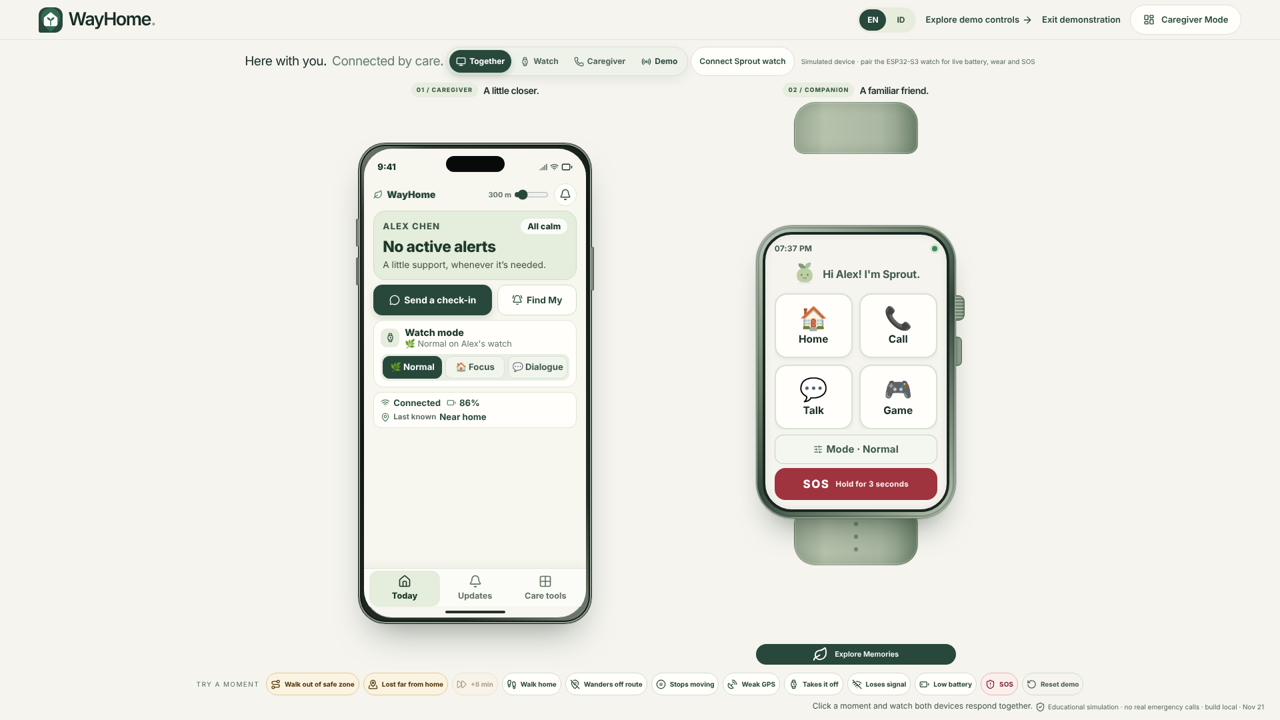 WayHome.
EN ID Explore demo controls → Exit demonstration Caregiver Mode
Here with you. Connected by care. Together Watch Caregiver Demo Connect Sprout watch Simulated device · pair the ESP32-S3 watch for live battery, wear and SOS
01 / CAREGIVER A little closer.
02 / COMPANION A familiar friend.
9:41
WayHome 300 m
ALEX CHEN All calm
No active alerts
A little support, whenever it's needed.
Send a check-in Find My
Watch mode
Normal on Alex's watch
Normal Focus Dialogue
Connected 86%
Last known Near home
Today Updates Care tools
07:37 PM
Hi Alex! I'm Sprout.
Home Call
Talk Game
Mode · Normal
SOS Hold for 3 seconds
Explore Memories
TRY A MOMENT Walk out of safe zone Lost far from home +8 min Walk home Wanders off route Stops moving Weak GPS Takes it off Loses signal Low battery SOS Reset demo
Click a moment and watch both devices respond together. Educational simulation · no real emergency calls · build local · Nov 21